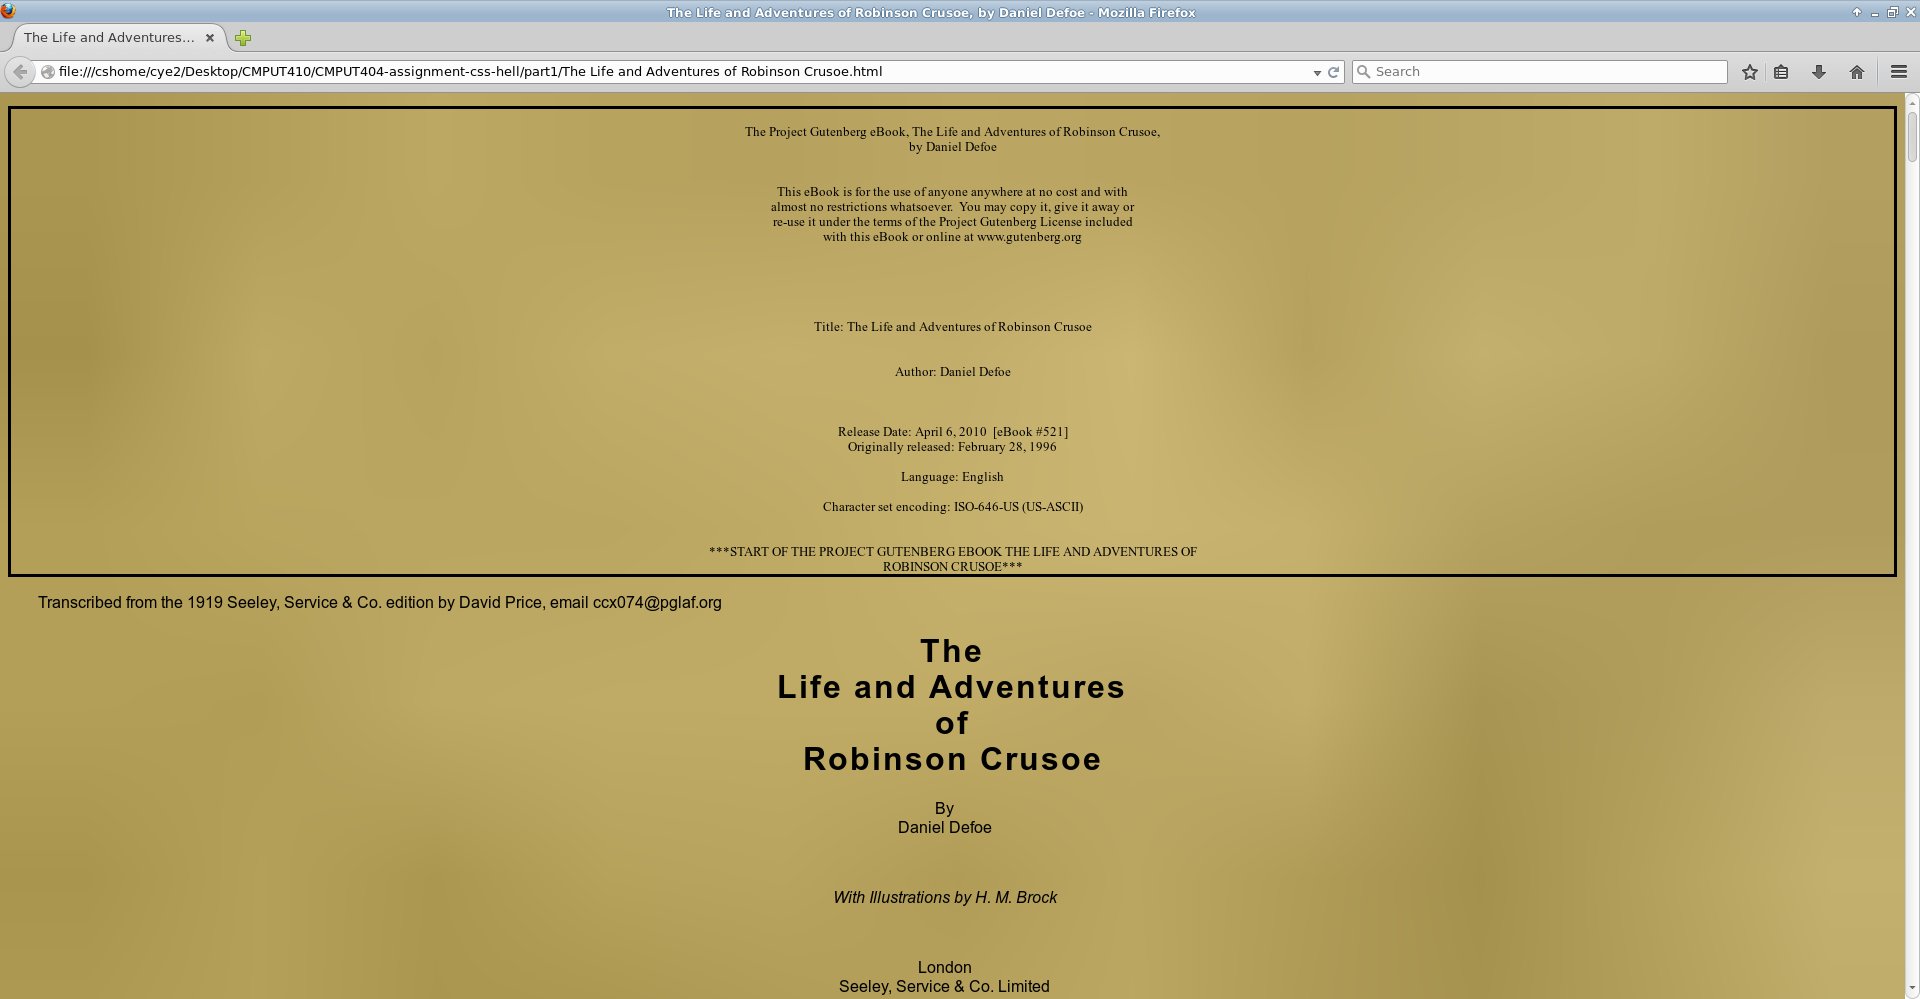 The Life and Adventures of Robinson Crusoe, by Daniel Defoe - Mozilla Firefox
The Life and Adventures...
file:///cshome/cye2/Desktop/CMPUT410/CMPUT404-assignment-css-hell/part1/The Life and Adventures of Robinson Crusoe.html
Search
The Project Gutenberg eBook, The Life and Adventures of Robinson Crusoe,
by Daniel Defoe
This eBook is for the use of anyone anywhere at no cost and with
almost no restrictions whatsoever.  You may copy it, give it away or
re-use it under the terms of the Project Gutenberg License included
with this eBook or online at www.gutenberg.org
Title: The Life and Adventures of Robinson Crusoe
Author: Daniel Defoe
Release Date: April 6, 2010  [eBook #521]
Originally released: February 28, 1996
Language: English
Character set encoding: ISO-646-US (US-ASCII)
***START OF THE PROJECT GUTENBERG EBOOK THE LIFE AND ADVENTURES OF
ROBINSON CRUSOE***
Transcribed from the 1919 Seeley, Service & Co. edition by David Price, email ccx074@pglaf.org
The
Life and Adventures
of
Robinson Crusoe
By
Daniel Defoe
With Illustrations by H. M. Brock
London
Seeley, Service & Co. Limited